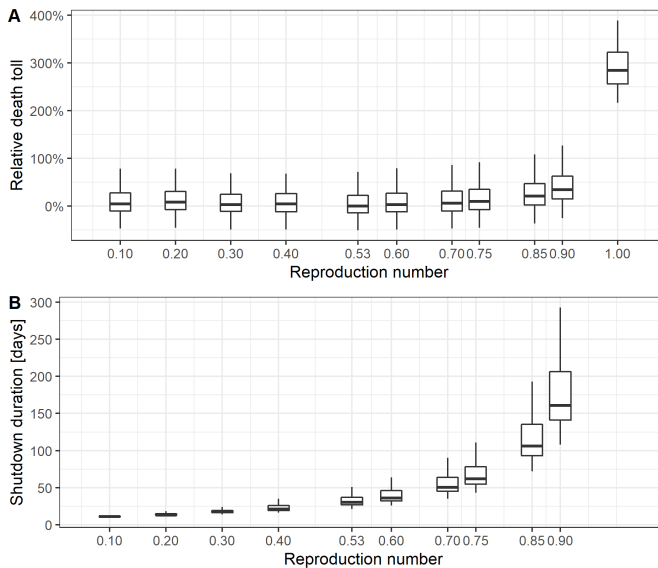 A
Relative death toll
400%
300%
200%
100%
0%
0.10 0.20 0.30 0.40 0.53 0.60 0.70 0.75 0.85 0.90 1.00
Reproduction number
B
Shutdown duration [days]
300
250
200
150
100
50
0
0.10 0.20 0.30 0.40 0.53 0.60 0.70 0.75 0.85 0.90
Reproduction number